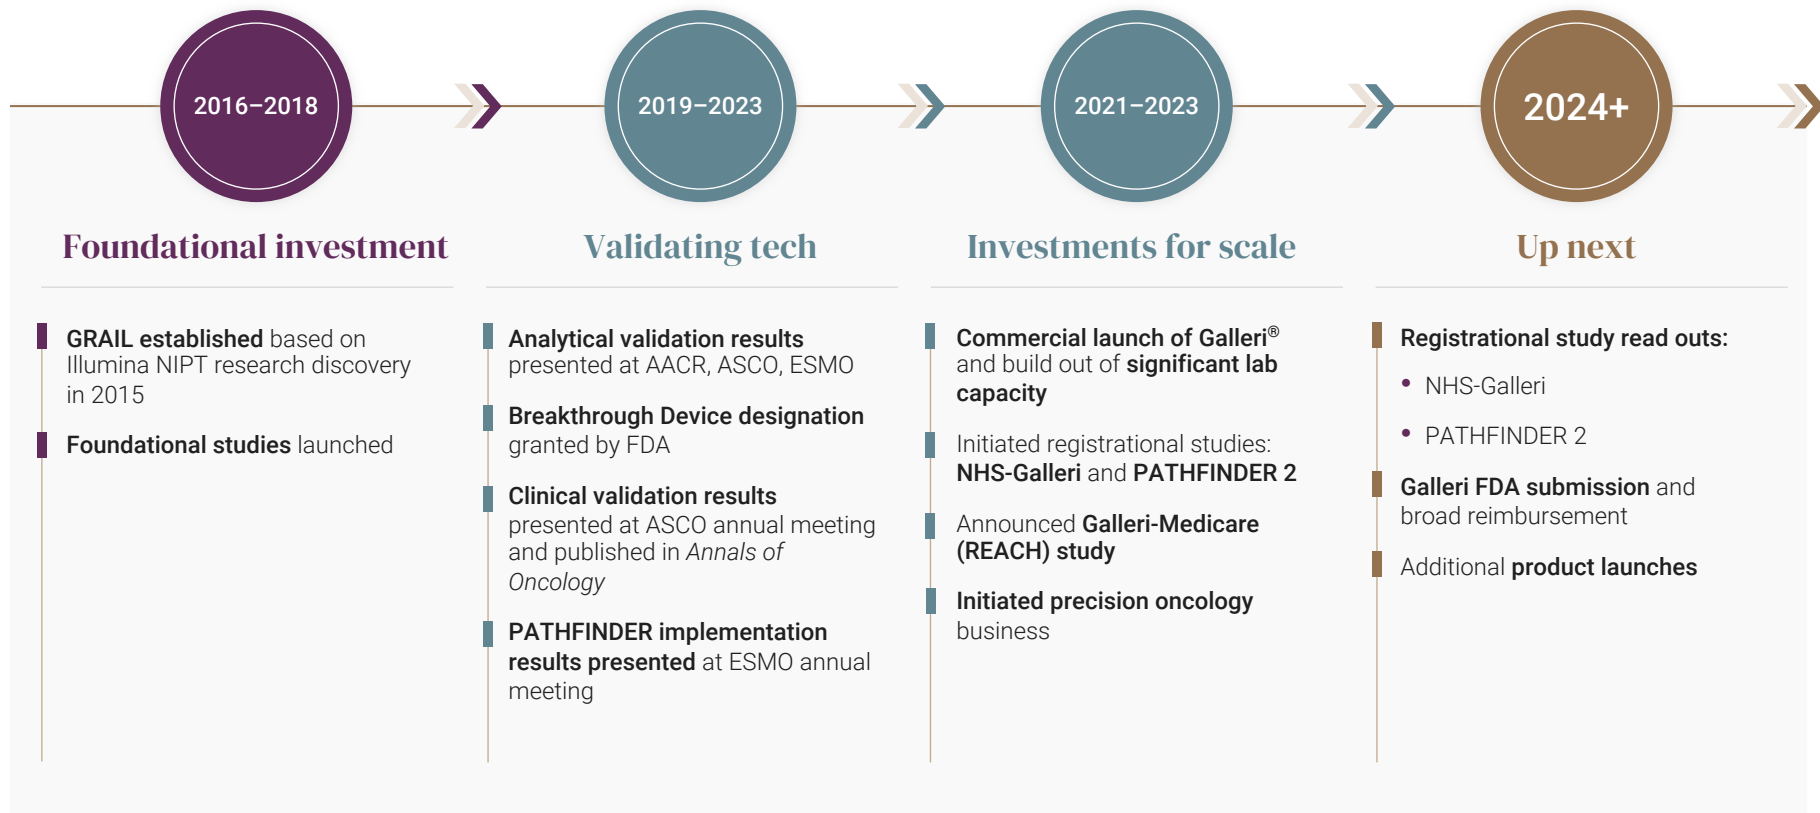 2016–2018
Foundational investment
GRAIL established based on
Illumina NIPT research discovery
in 2015
Foundational studies launched
2019–2023
Validating tech
Analytical validation results
presented at AACR, ASCO, ESMO
Breakthrough Device designation
granted by FDA
Clinical validation results
presented at ASCO annual meeting
and published in Annals of
Oncology
PATHFINDER implementation
results presented at ESMO annual
meeting
2021–2023
Investments for scale
Commercial launch of Galleri®
and build out of significant lab
capacity
Initiated registrational studies:
NHS-Galleri and PATHFINDER 2
Announced Galleri-Medicare
(REACH) study
Initiated precision oncology
business
2024+
Up next
Registrational study read outs:
• NHS-Galleri
• PATHFINDER 2
Galleri FDA submission and
broad reimbursement
Additional product launches